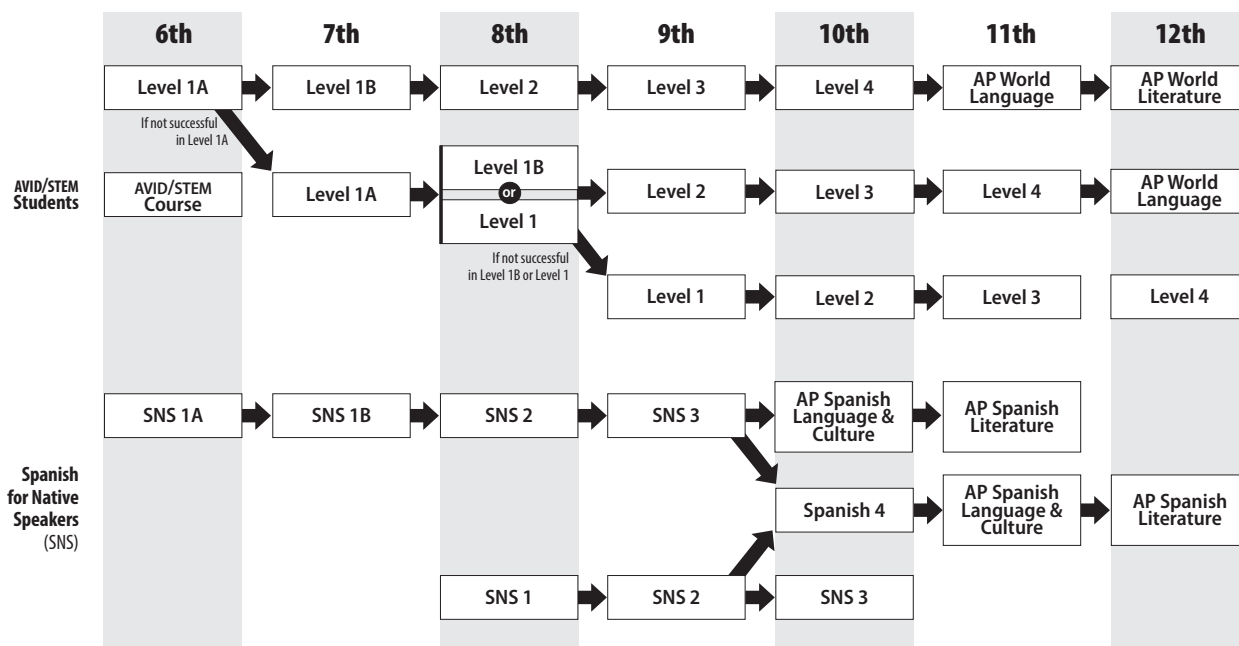 6th
7th
8th
9th
10th
11th
12th
Level 1A
Level 1B
Level 2
Level 3
Level 4
AP World
Language
AP World
Literature
If not successful
in Level 1A
AVID/STEM
Students
AVID/STEM
Course
Level 1A
Level 1B
or
Level 1
Level 2
Level 3
Level 4
AP World
Language
If not successful
in Level 1B or Level 1
Level 1
Level 2
Level 3
Level 4
SNS 1A
SNS 1B
SNS 2
SNS 3
AP Spanish
Language &
Culture
AP Spanish
Literature
Spanish
for Native
Speakers
(SNS)
Spanish 4
AP Spanish
Language &
Culture
AP Spanish
Literature
SNS 1
SNS 2
SNS 3